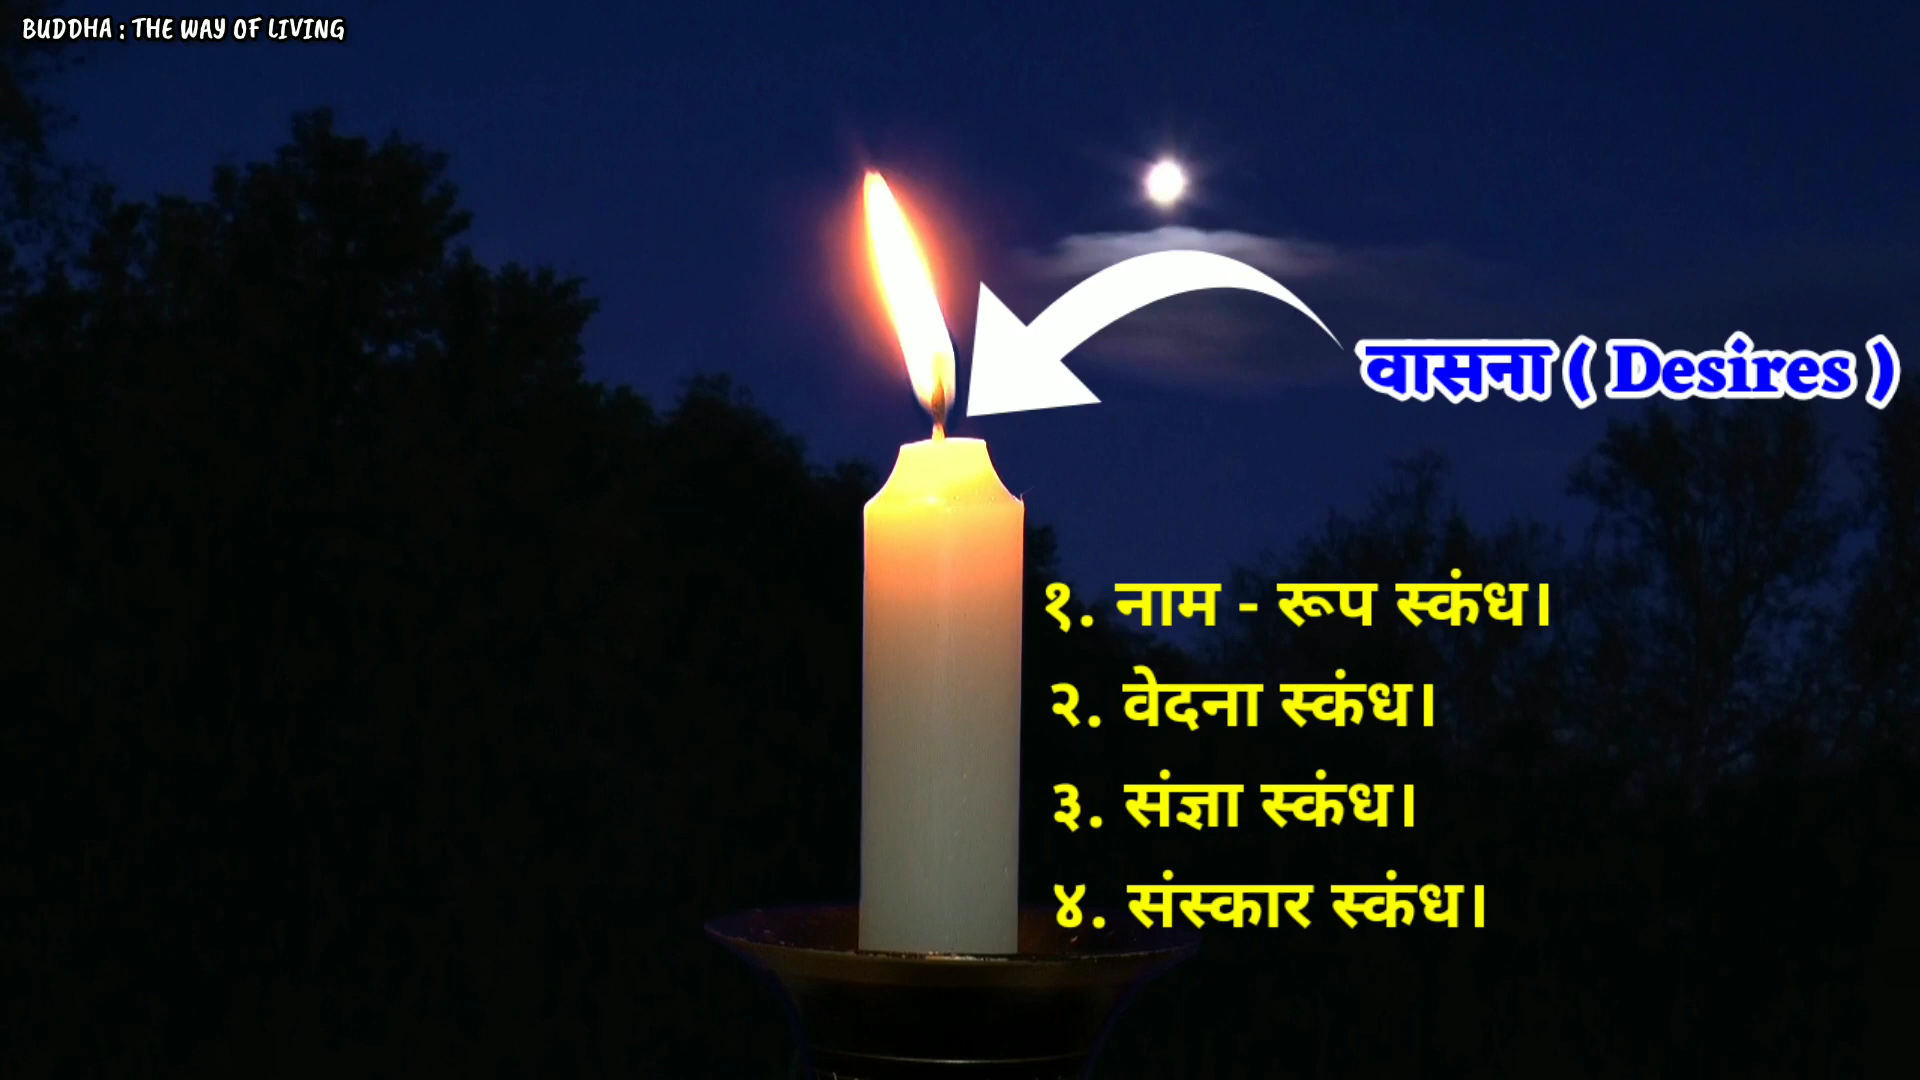 BUDDHA : THE WAY OF LIVING
वासना ( Desires )
१. नाम - रूप स्कंध।
२. वेदना स्कंध।
३. संज्ञा स्कंध।
४. संस्कार स्कंध।